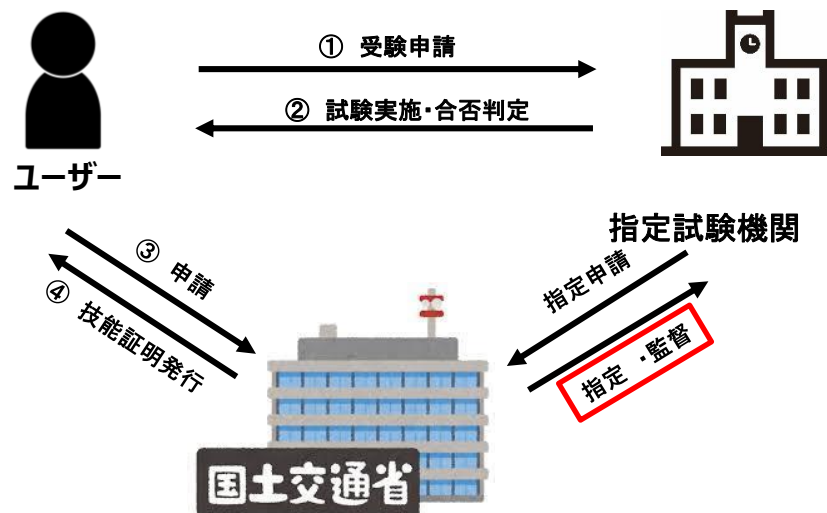 ① 受験申請
② 試験実施・合否判定
ユーザー
指定試験機関
③ 申請
④ 技能証明発行
指定申請
指定・監督
国土交通省